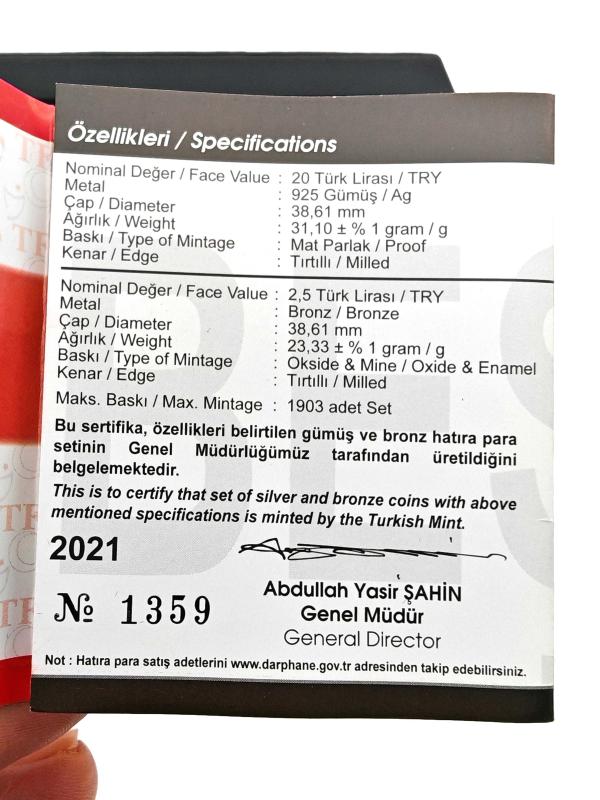 Özellikleri / Specifications
Nominal Değer / Face Value : 20 Türk Lirası / TRY
Metal : 925 Gümüş / Ag
Çap / Diameter : 38,61 mm
Ağırlık / Weight : 31,10 ± % 1 gram / g
Baskı / Type of Mintage : Mat Parlak / Proof
Kenar / Edge : Tırtıllı / Milled
Nominal Değer / Face Value : 2,5 Türk Lirası / TRY
Metal : Bronz / Bronze
Çap / Diameter : 38,61 mm
Ağırlık / Weight : 23,33 ± % 1 gram / g
Baskı / Type of Mintage : Okside & Mine / Oxide & Enamel
Kenar / Edge : Tırtıllı / Milled
Maks. Baskı / Max. Mintage : 1903 adet Set
Bu sertifika, özellikleri belirtilen gümüş ve bronz hatıra para
setinin Genel Müdürlüğümüz tarafından üretildiğini
belgelemektedir.
This is to certify that set of silver and bronze coins with above
mentioned specifications is minted by the Turkish Mint.
2021
Abdullah Yasir ŞAHİN
Genel Müdür
General Director
№ 1359
Not : Hatıra para satış adetlerini www.darphane.gov.tr adresinden takip edebilirsiniz.